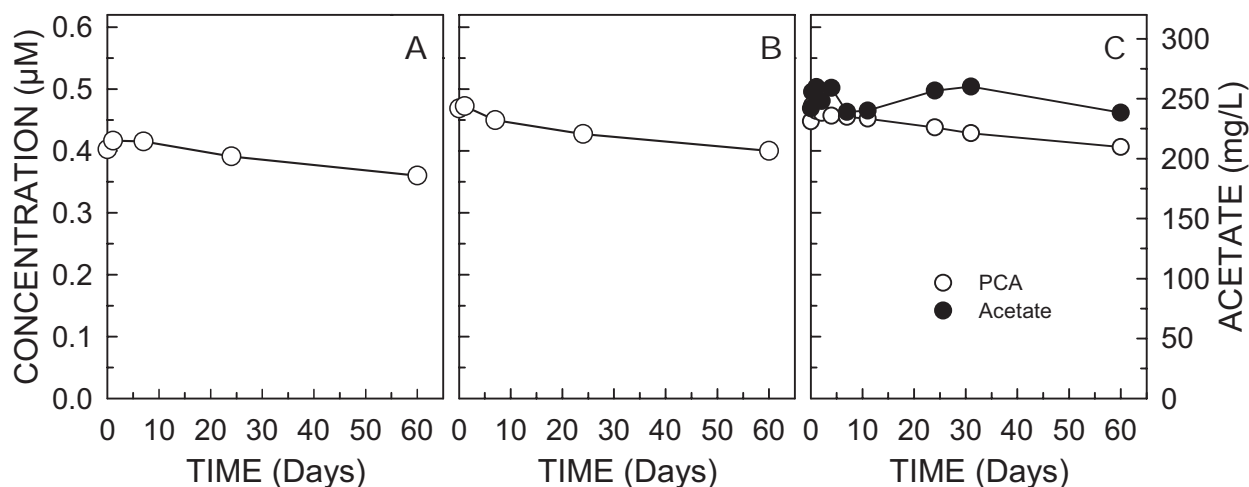 A
B
C
CONCENTRATION (μM)
0.6
0.5
0.4
0.3
0.2
0.1
0.0
300
250
200
150
100
50
0
ACETATE (mg/L)
PCA
Acetate
0 10 20 30 40 50 60
0 10 20 30 40 50 60
0 10 20 30 40 50 60
TIME (Days)
TIME (Days)
TIME (Days)